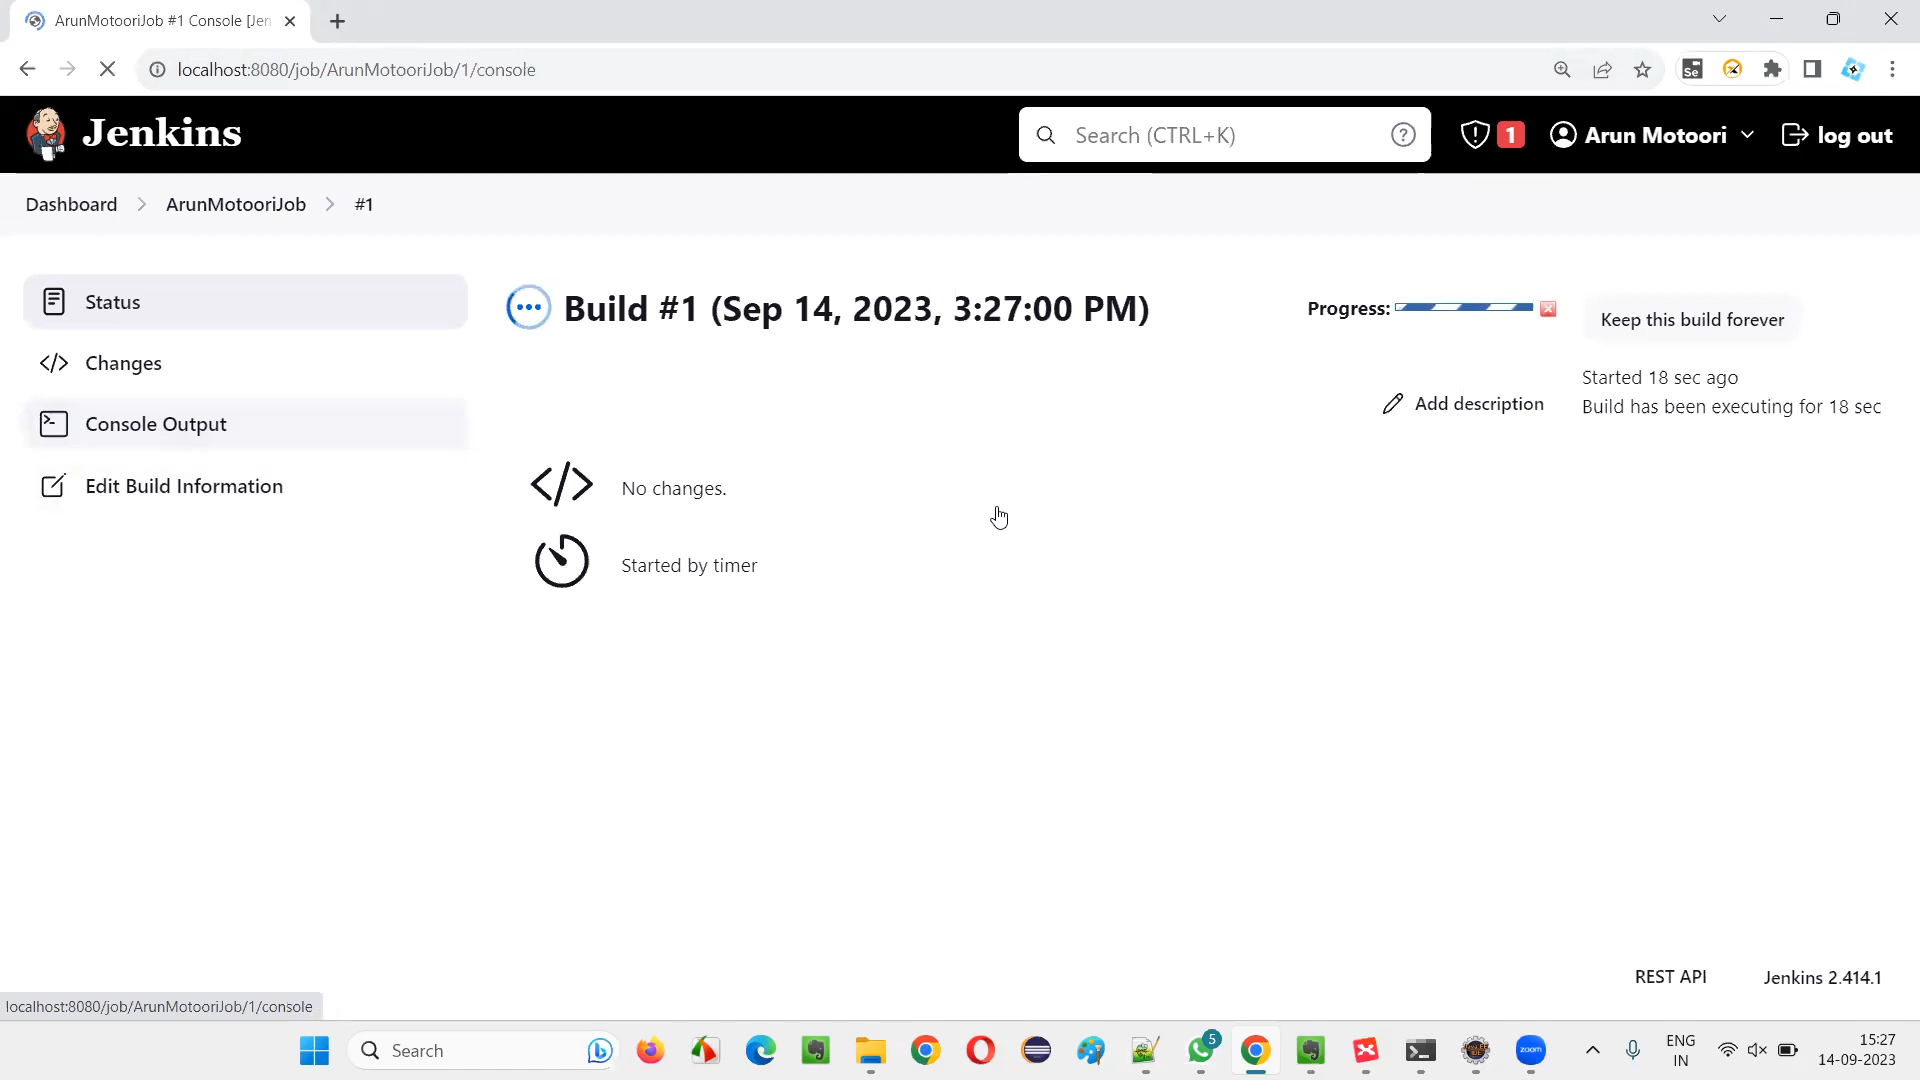 ArunMotooriJob #1 Console [Jen
localhost:8080/job/ArunMotooriJob/1/console
Se
Jenkins
Search (CTRL+K)
1
Arun Motoori
log out
Dashboard
ArunMotooriJob
#1
Status
Changes
Console Output
Edit Build Information
Build #1 (Sep 14, 2023, 3:27:00 PM)
Progress:
Keep this build forever
Started 18 sec ago
Build has been executing for 18 sec
Add description
No changes.
Started by timer
REST API
Jenkins 2.414.1
localhost:8080/job/ArunMotooriJob/1/console
Search
5
zoom
ENG
IN
15:27
14-09-2023